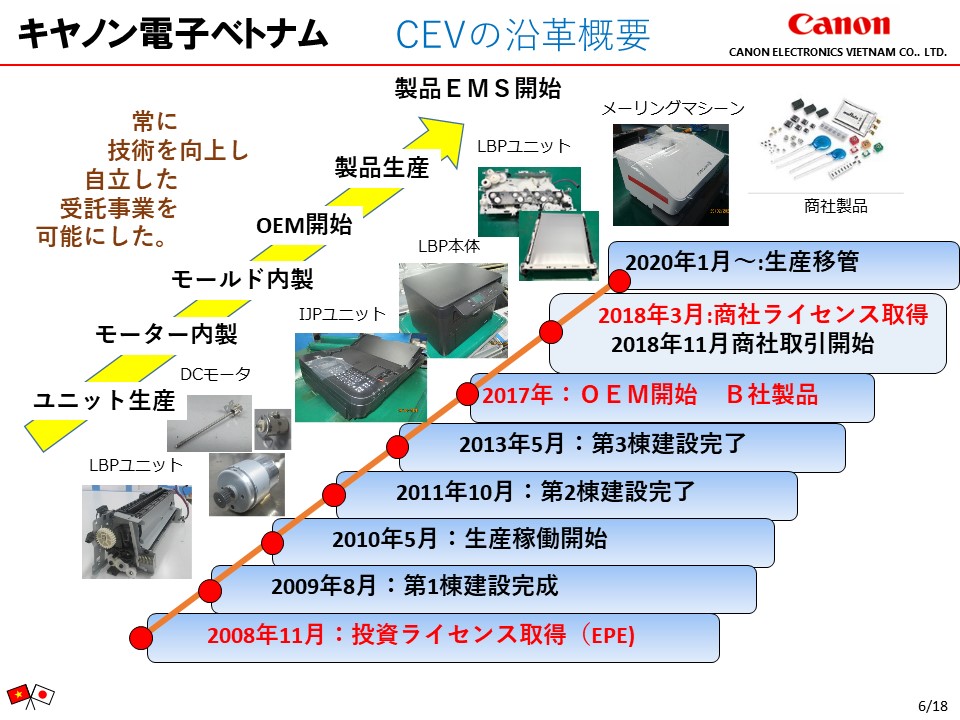 キヤノン電子ベトナム
CEVの沿革概要
Canon
CANON ELECTRONICS VIETNAM CO.. LTD.
常に
技術を向上し
自立した
受託事業を
可能にした。
製品ＥＭＳ開始
製品生産
OEM開始
モールド内製
モーター内製
ユニット生産
メーリングマシーン
商社製品
LBPユニット
LBP本体
IJPユニット
DCモータ
LBPユニット
2020年1月～:生産移管
2018年3月:商社ライセンス取得
2018年11月商社取引開始
2017年：ＯＥＭ開始　Ｂ社製品
2013年5月：第3棟建設完了
2011年10月：第2棟建設完了
2010年5月：生産稼働開始
2009年8月：第1棟建設完成
2008年11月：投資ライセンス取得（EPE)
6/18